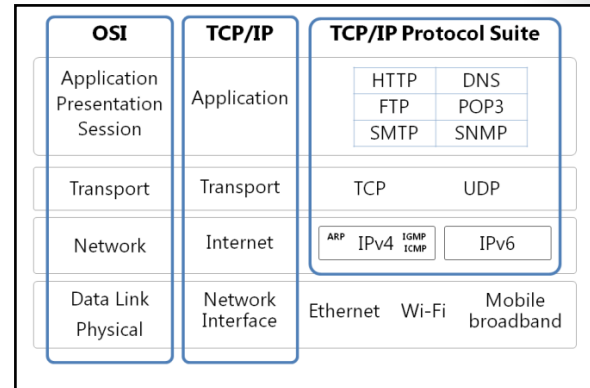 OSI TCP/IP TCP/IP Protocol Suite
Application
Presentation
Session
Application
HTTP DNS
FTP POP3
SMTP SNMP
Transport Transport TCP UDP
Network Internet ARP IPv4 IGMP ICMP IPv6
Data Link
Physical
Network
Interface
Ethernet Wi-Fi Mobile
broadband